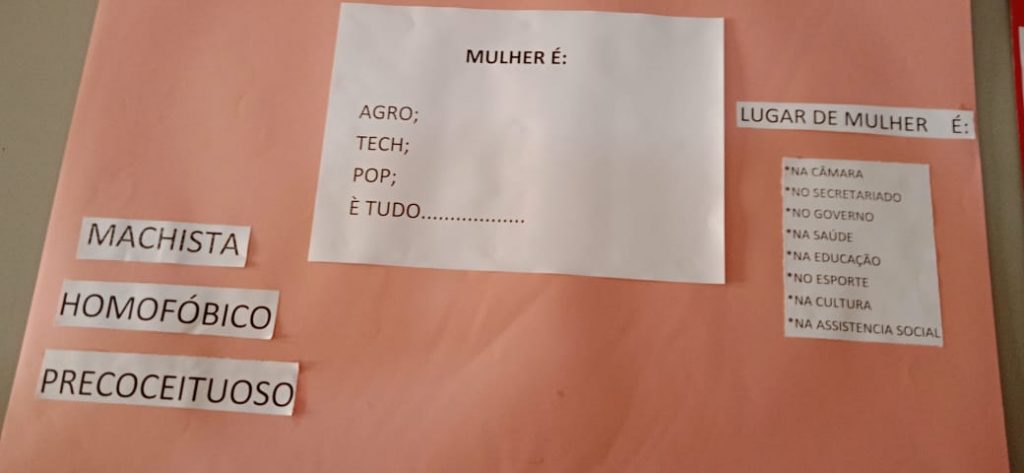 MULHER É:
AGRO;
TECH;
POP;
È TUDO..................
LUGAR DE MULHER É:
*NA CÂMARA
*NO SECRETARIADO
*NO GOVERNO
*NA SAÚDE
*NA EDUCAÇÃO
*NO ESPORTE
*NA CULTURA
*NA ASSISTENCIA SOCIAL
MACHISTA
HOMOFÓBICO
PRECOCEITUOSO